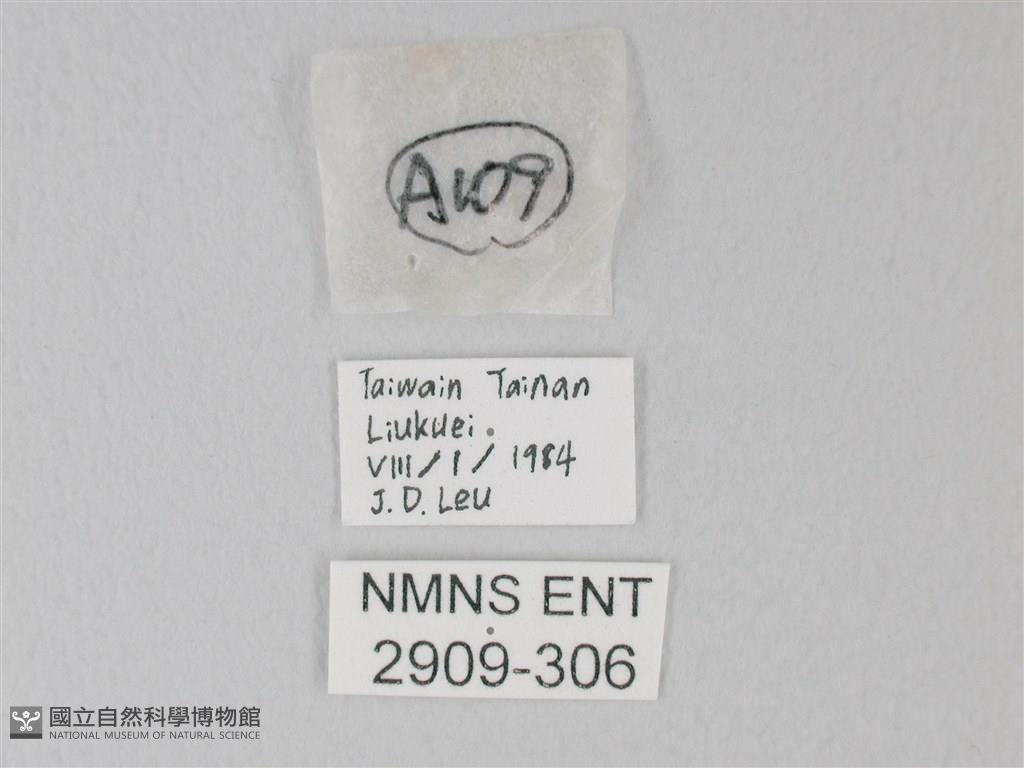 A409
Taiwain Tainan
Liukuei.
VIII/1/1984
J.D. Leu
NMNS ENT
2909-306
國立自然科學博物館
NATIONAL MUSEUM OF NATURAL SCIENCE